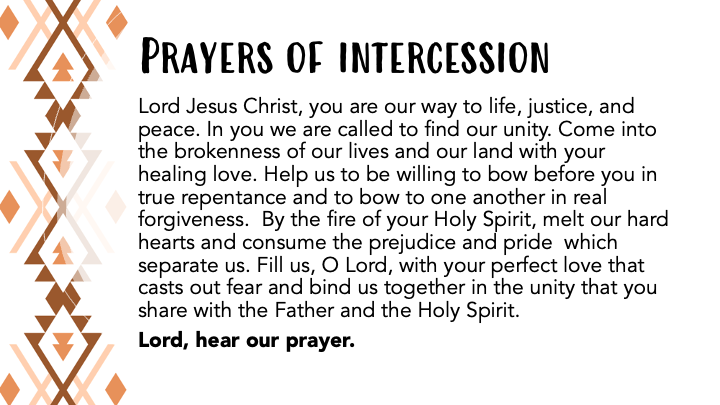 Prayers of intercession
Lord Jesus Christ, you are our way to life, justice, and
peace. In you we are called to find our unity. Come into
the brokenness of our lives and our land with your
healing love. Help us to be willing to bow before you in
true repentance and to bow to one another in real
forgiveness.  By the fire of your Holy Spirit, melt our hard
hearts and consume the prejudice and pride  which
separate us. Fill us, O Lord, with your perfect love that
casts out fear and bind us together in the unity that you
share with the Father and the Holy Spirit.
Lord, hear our prayer.